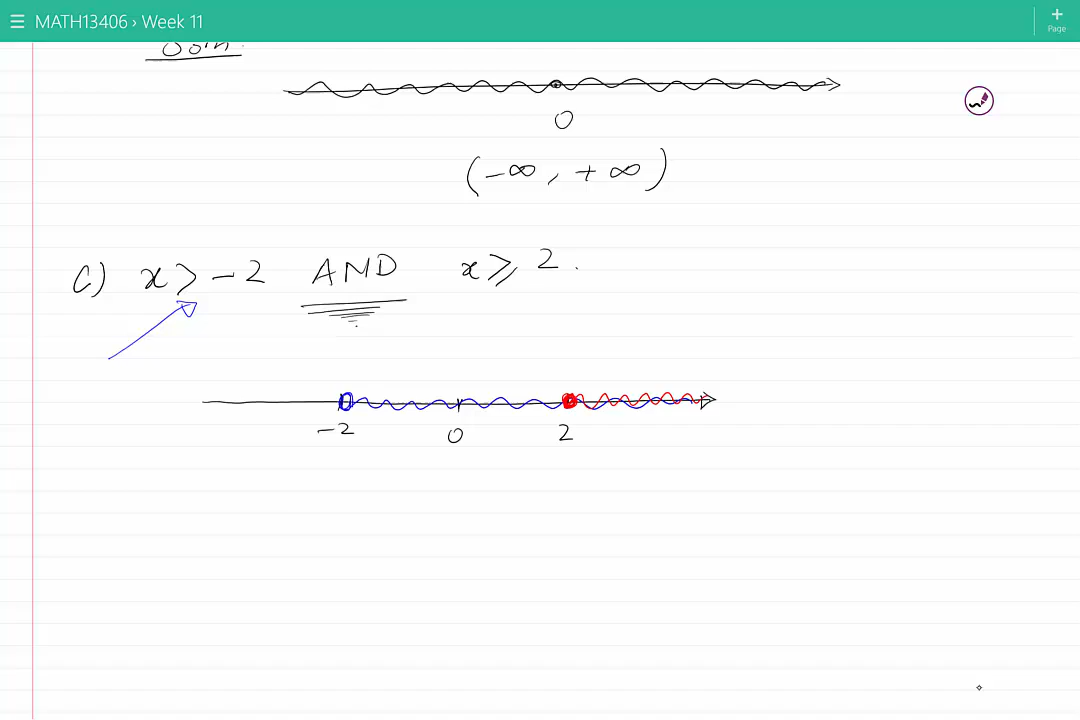 ☰ MATH13406 › Week 11
+
Page
0
(-∞, +∞)
C) x > -2 AND x ≥ 2.
-2 0 2